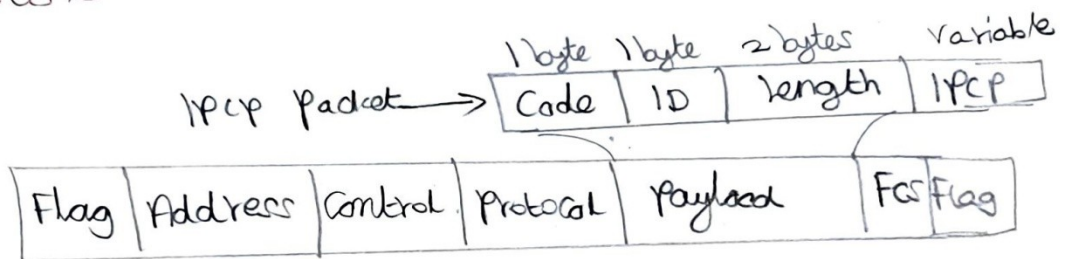 1 byte 1 byte 2 bytes Variable
IPCP Packet Code ID Length IPCP
Flag Address Control Protocol Payload FCS Flag